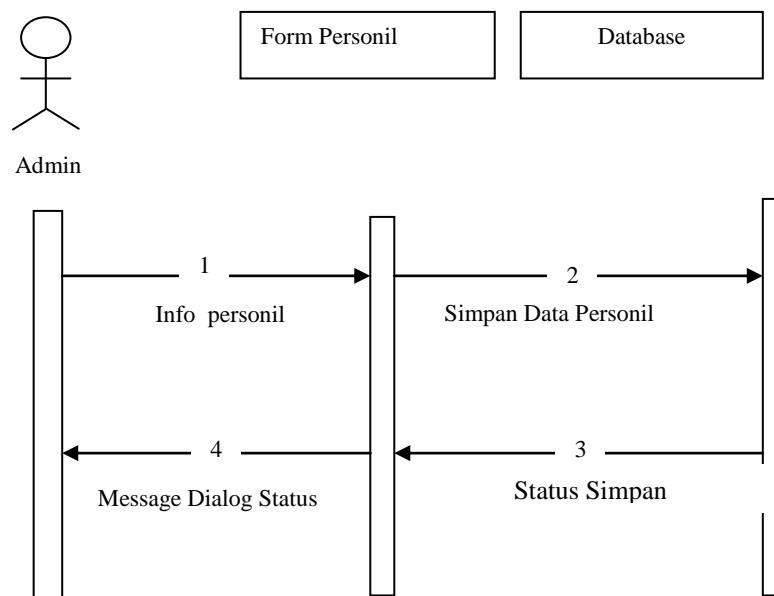 Form Personil
Database
Admin
1
2
Info personil
Simpan Data Personil
4
3
Message Dialog Status
Status Simpan